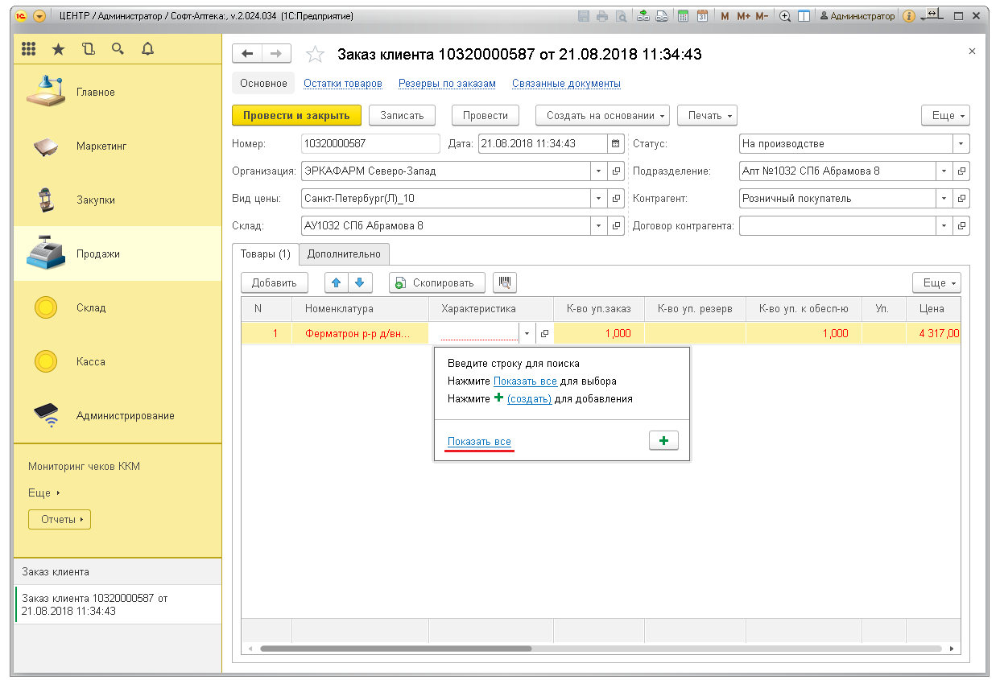 ЦЕНТР / Администратор / Софт-Аптека:, v.2.024.034 (1С:Предприятие)
M M+ M- Администратор
Главное
Маркетинг
Закупки
Продажи
Склад
Касса
Администрирование
Мониторинг чеков ККМ
Еще
Отчеты
Заказ клиента
Заказ клиента 10320000587 от
21.08.2018 11:34:43
Заказ клиента 10320000587 от 21.08.2018 11:34:43
Основное Остатки товаров Резервы по заказам Связанные документы
Провести и закрыть Записать Провести Создать на основании Печать Еще
Номер: 10320000587 Дата: 21.08.2018 11:34:43 Статус: На производстве
Организация: ЭРКАФАРМ Северо-Запад Подразделение: Апт №1032 СПб Абрамова 8
Вид цены: Санкт-Петербург(Л)_10 Контрагент: Розничный покупатель
Склад: АУ1032 СПб Абрамова 8 Договор контрагента:
Товары (1) Дополнительно
Добавить Скопировать Еще
N Номенклатура Характеристика К-во уп.заказ К-во уп. резерв К-во уп. к обесп-ю Уп. Цена
1 Ферматрон р-р д/вн... 1,000 1,000 4 317,00
Введите строку для поиска
Нажмите Показать все для выбора
Нажмите (создать) для добавления
Показать все